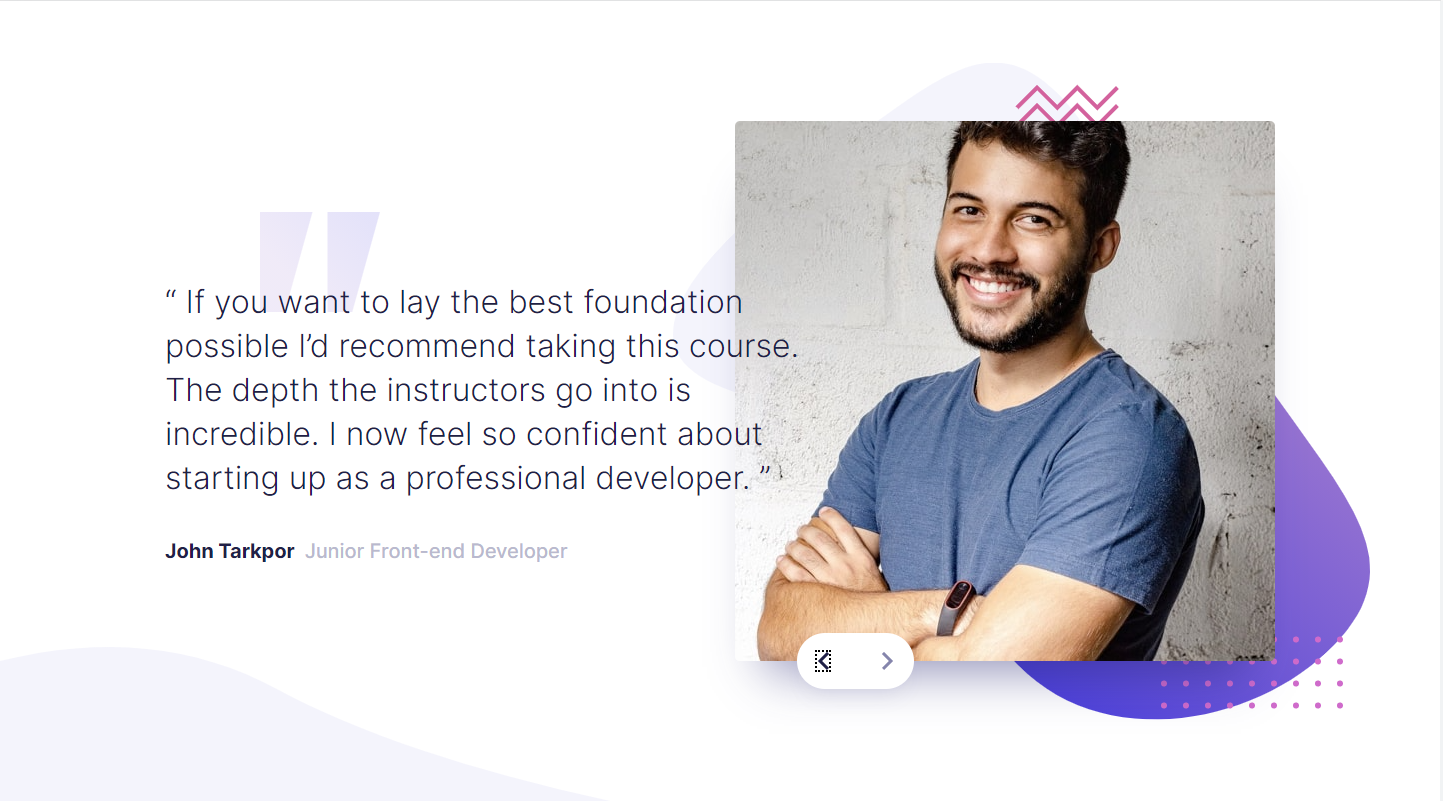 “ If you want to lay the best foundation
possible I’d recommend taking this course.
The depth the instructors go into is
incredible. I now feel so confident about
starting up as a professional developer. ”
John Tarkpor Junior Front-end Developer